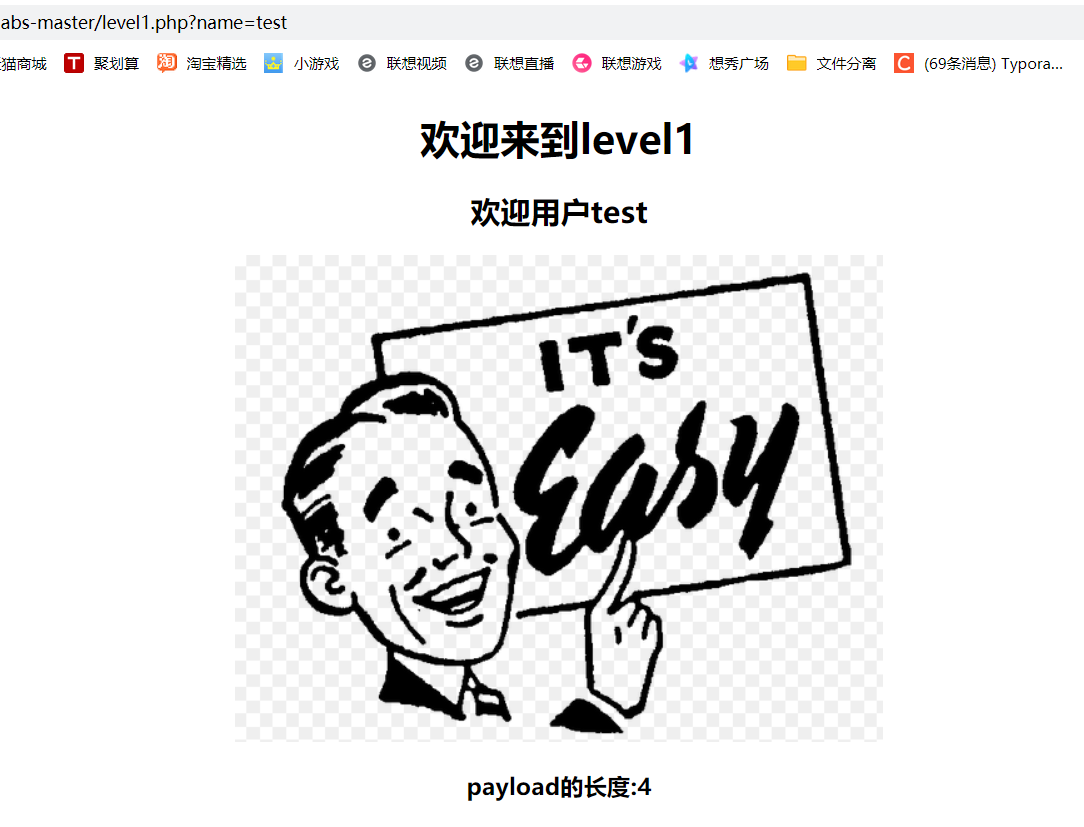 abs-master/level1.php?name=test
猫商城 T 聚划算 淘 淘宝精选 小游戏 联想视频 联想直播 联想游戏 想秀广场 文件分离 C (69条消息) Typora...
欢迎来到level1
欢迎用户test
IT'S
Easy
payload的长度:4